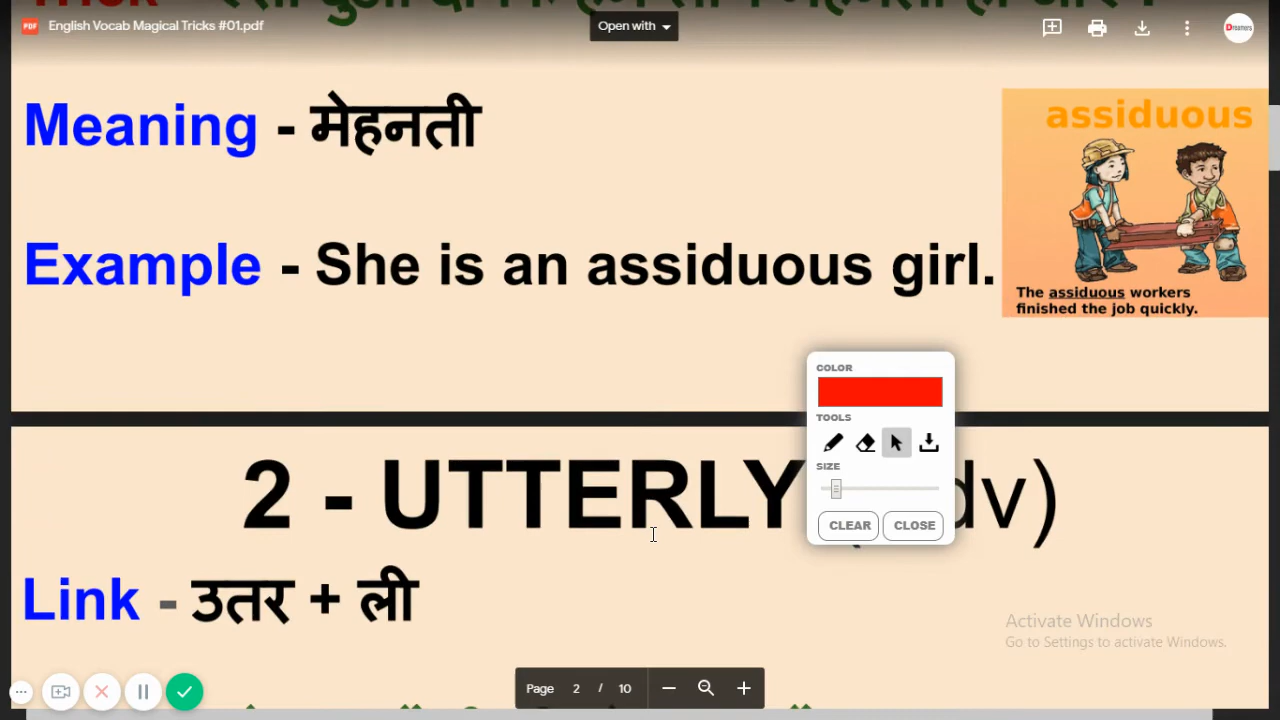 English Vocab Magical Tricks #01.pdf
Open with
Dreamers
Meaning - मेहनती
assiduous
Example - She is an assiduous girl.
The assiduous workers
finished the job quickly.
COLOR
TOOLS
SIZE
CLEAR CLOSE
2 - UTTERLY
Link - उतर + ली
Activate Windows
Go to Settings to activate Windows.
Page 2 / 10